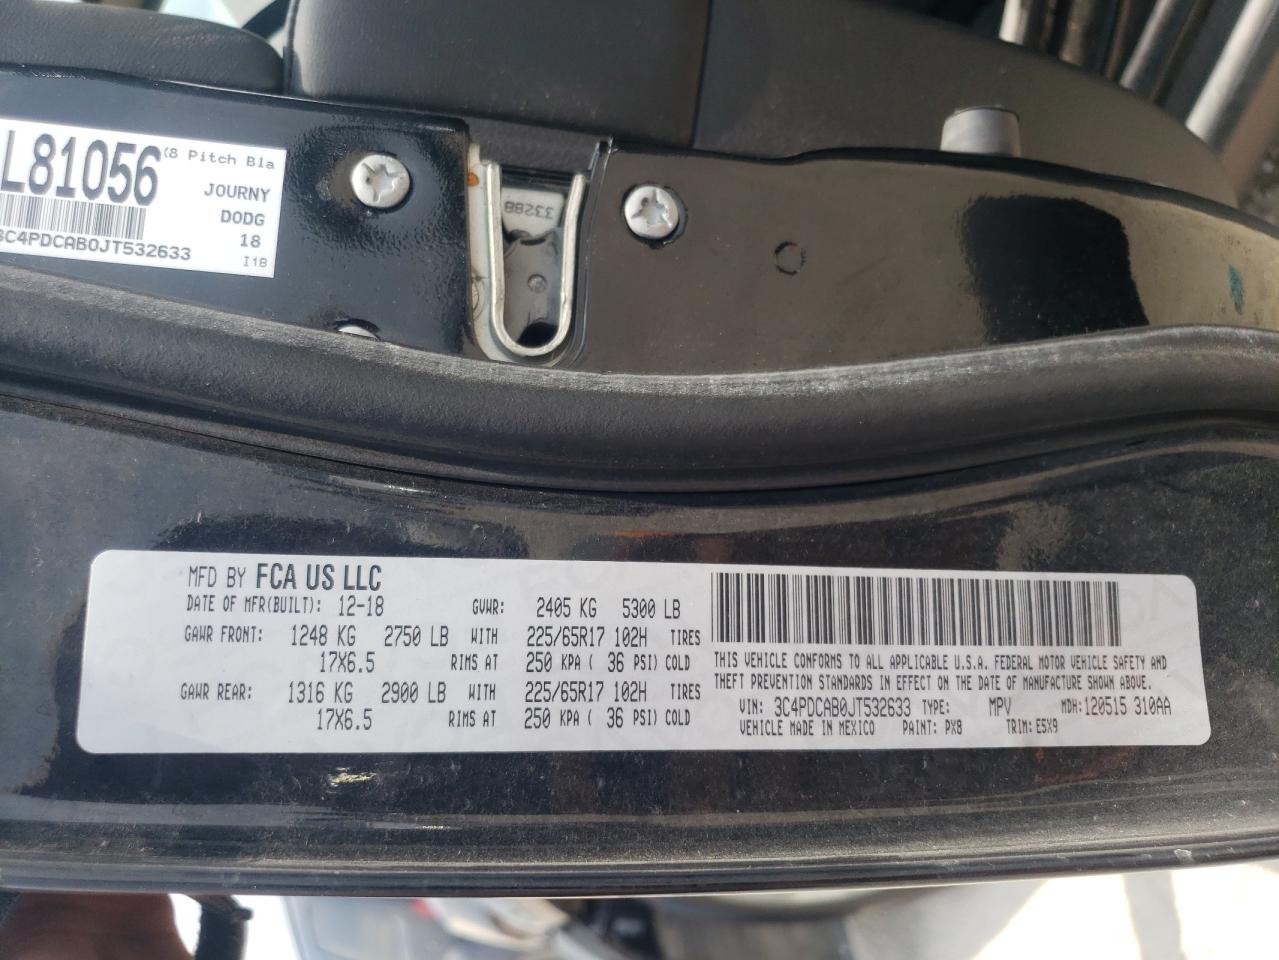 L81056
(8 Pitch Bla
JOURNY
DODG
18
3C4PDCAB0JT532633
I18
3328B
MFD BY FCA US LLC
DATE OF MFR(BUILT): 12-18 GVWR: 2405 KG 5300 LB
GAWR FRONT: 1248 KG 2750 LB WITH 225/65R17 102H TIRES
17X6.5 RIMS AT 250 KPA ( 36 PSI) COLD
GAWR REAR: 1316 KG 2900 LB WITH 225/65R17 102H TIRES
17X6.5 RIMS AT 250 KPA ( 36 PSI) COLD
THIS VEHICLE CONFORMS TO ALL APPLICABLE U.S.A. FEDERAL MOTOR VEHICLE SAFETY AND
THEFT PREVENTION STANDARDS IN EFFECT ON THE DATE OF MANUFACTURE SHOWN ABOVE.
VIN: 3C4PDCAB0JT532633 TYPE: MPV MDH: 120515 310AA
VEHICLE MADE IN MEXICO PAINT: PX8 TRIM: E5X9